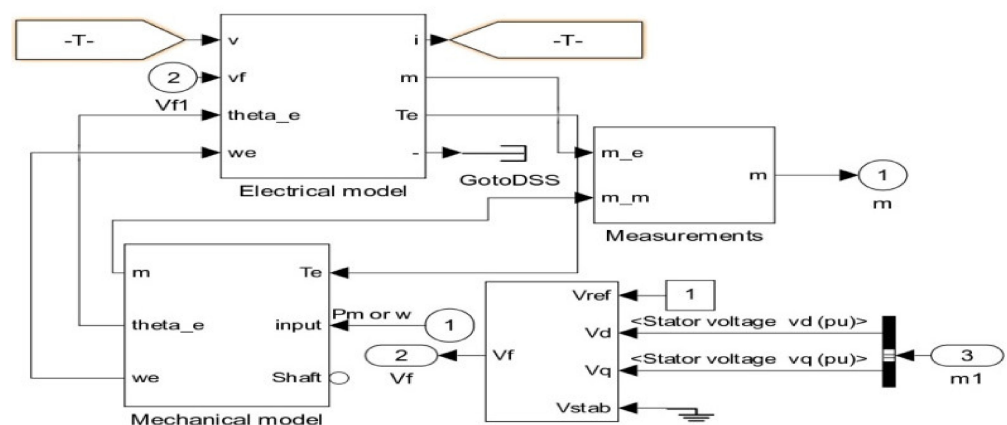 -T-
v
i
-T-
2
vf
m
Vf1
theta_e
Te
we
-
Electrical model
GotoDSS
m_e
m
1
m_m
m
Measurements
m
Te
Vref
1
theta_e
input
Pm or w
1
<Stator voltage vd (pu)>
Vd
2
Vf
Vf
<Stator voltage vq (pu)>
Vq
3
m1
we
Shaft
Vstab
Mechanical model